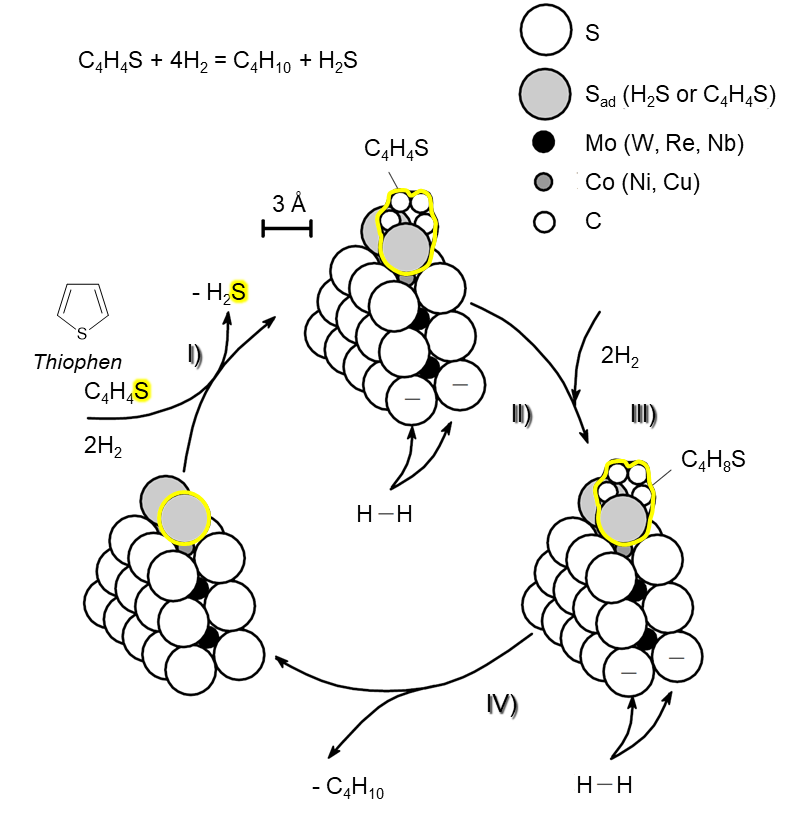 C₄H₄S + 4H₂ = C₄H₁₀ + H₂S
S
S_ad (H₂S or C₄H₄S)
Mo (W, Re, Nb)
Co (Ni, Cu)
C
C₄H₄S
3 Å
- H₂S
S
Thiophen
I)
C₄H₄S
2H₂
2H₂
II)
III)
– –
H–H
C₄H₈S
– –
IV)
- C₄H₁₀
H–H